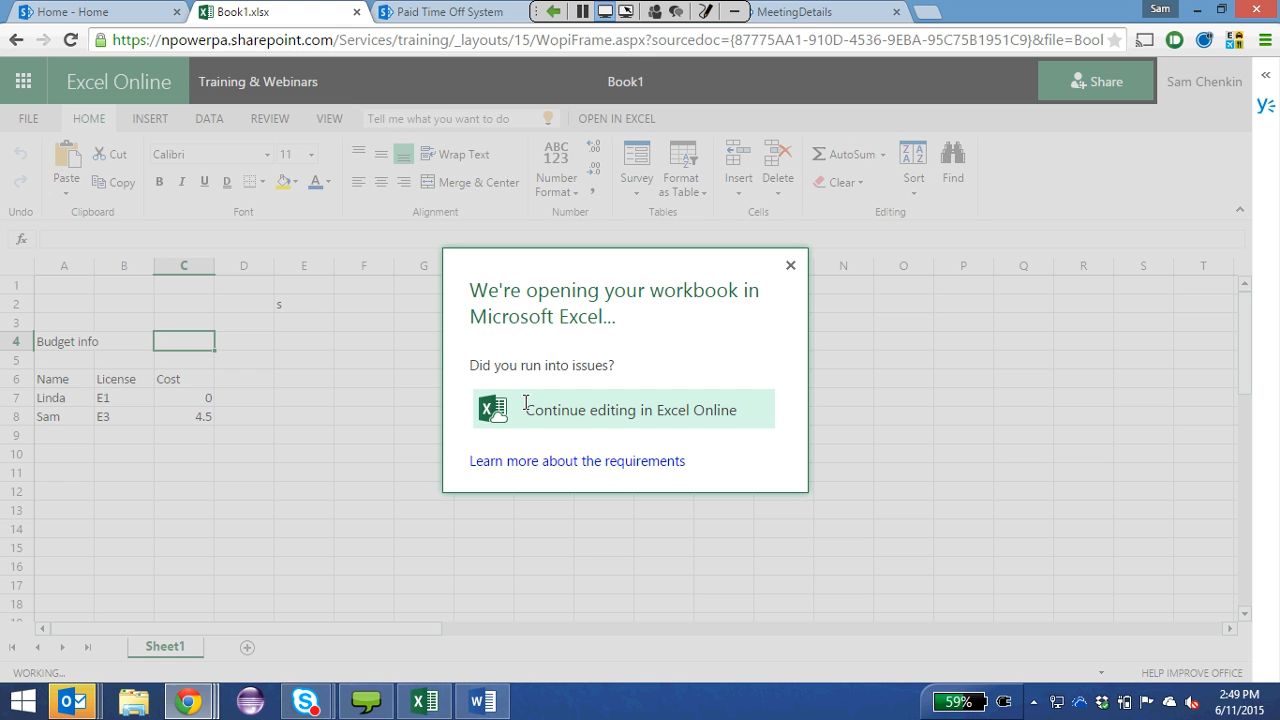 Home - Home
Book1.xlsx
Paid Time Off System
MeetingDetails
Sam
https://npowerpa.sharepoint.com/Services/training/_layouts/15/WopiFrame.aspx?sourcedoc={87775AA1-910D-4536-9EBA-95C75B1951C9}&file=Bool
Excel Online
Training & Webinars
Book1
Share
Sam Chenkin
FILE HOME INSERT DATA REVIEW VIEW Tell me what you want to do OPEN IN EXCEL
Paste
Cut
Copy
Calibri 11
B I U D A
Wrap Text
Merge & Center
ABC 123
Number Format
.00
Survey
Format as Table
Insert
Delete
AutoSum
Clear
Sort
Find
Undo Clipboard Font Alignment Number Tables Cells Editing
fx
A B C D E F G N O P Q R S T
1
2 s
3
4 Budget info
5
6 Name License Cost
7 Linda E1 0
8 Sam E3 4.5
9
10
11
12
13
14
15
16
17
18
We're opening your workbook in
Microsoft Excel...
Did you run into issues?
Continue editing in Excel Online
Learn more about the requirements
Sheet1
WORKING...
HELP IMPROVE OFFICE
59%
2:49 PM
6/11/2015